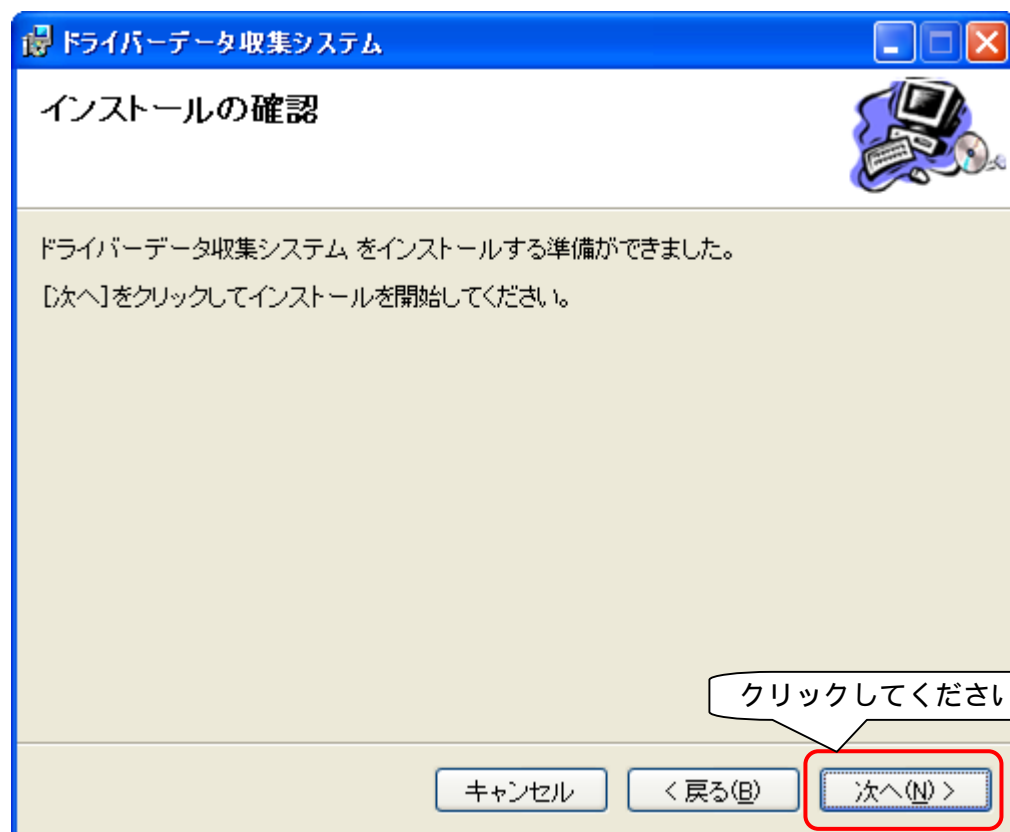 ドライバーデータ収集システム
インストールの確認
ドライバーデータ収集システム をインストールする準備ができました。
[次へ]をクリックしてインストールを開始してください。
クリックしてくださ
キャンセル
< 戻る(B)
次へ(N) >